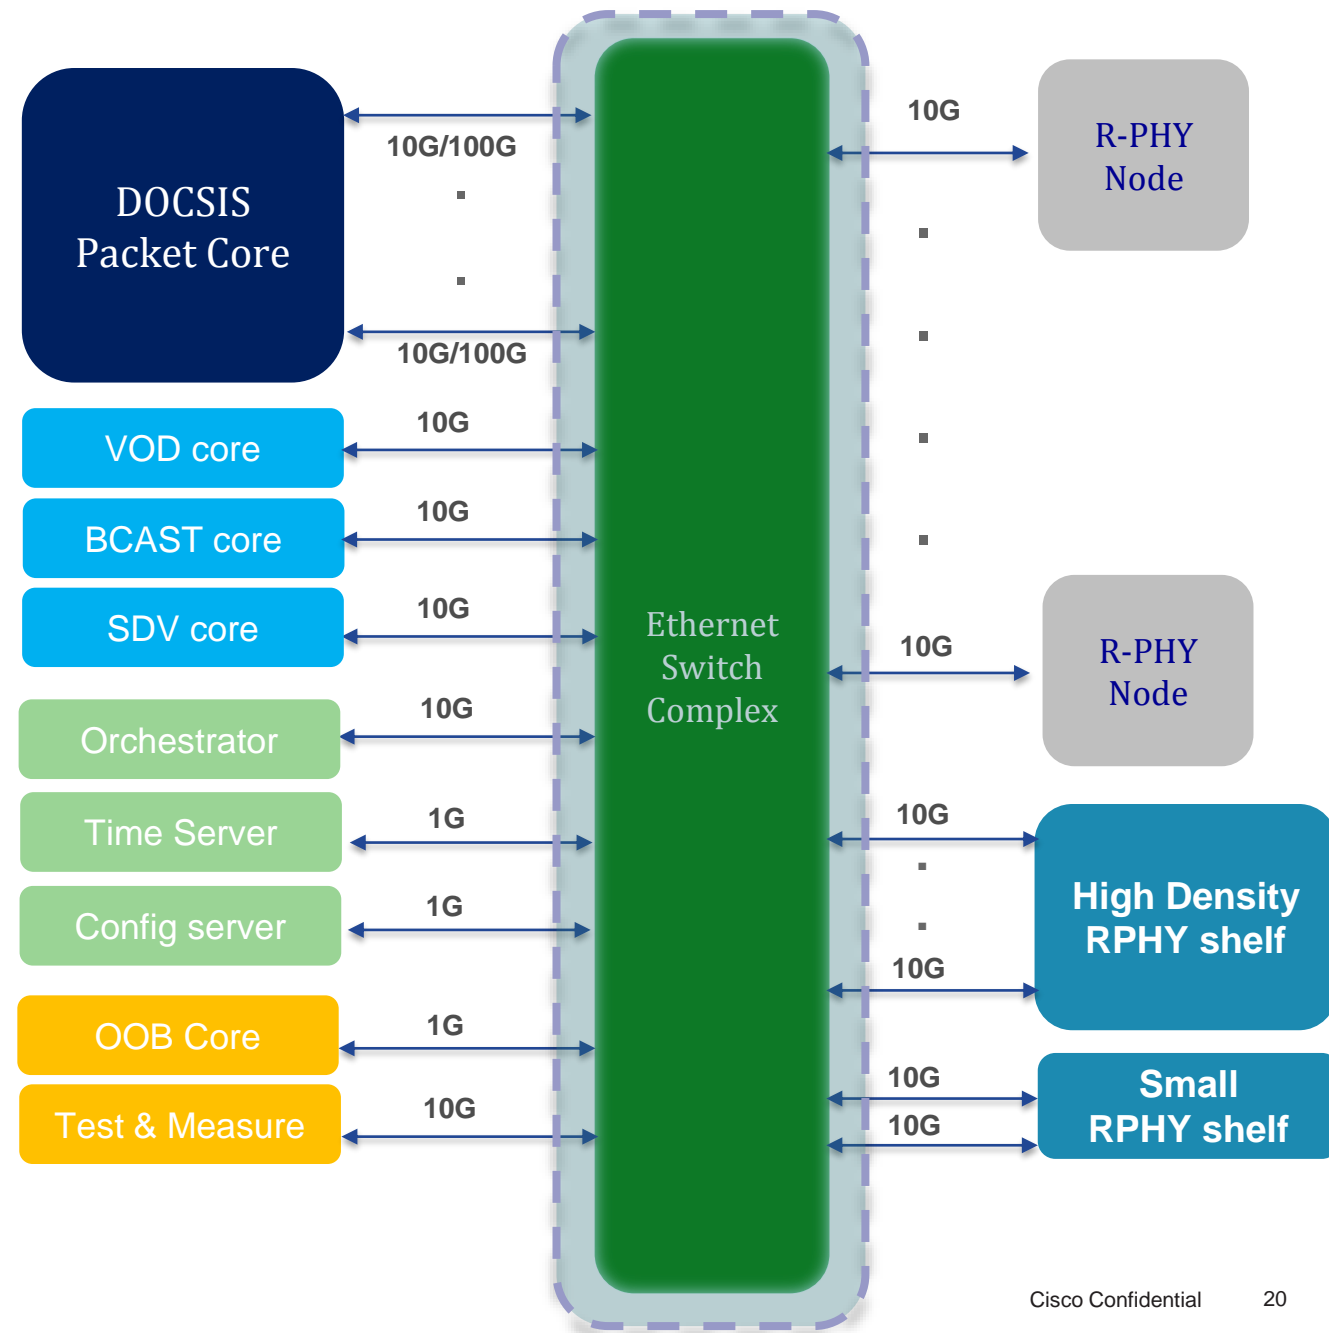 DOCSIS
Packet Core
10G/100G
10G/100G
VOD core
10G
BCAST core
10G
SDV core
10G
Orchestrator
10G
Time Server
1G
Config server
1G
OOB Core
1G
Test & Measure
10G
Ethernet
Switch
Complex
10G
R-PHY
Node
10G
R-PHY
Node
10G
High Density
RPHY shelf
10G
10G
Small
RPHY shelf
10G
Cisco Confidential 20